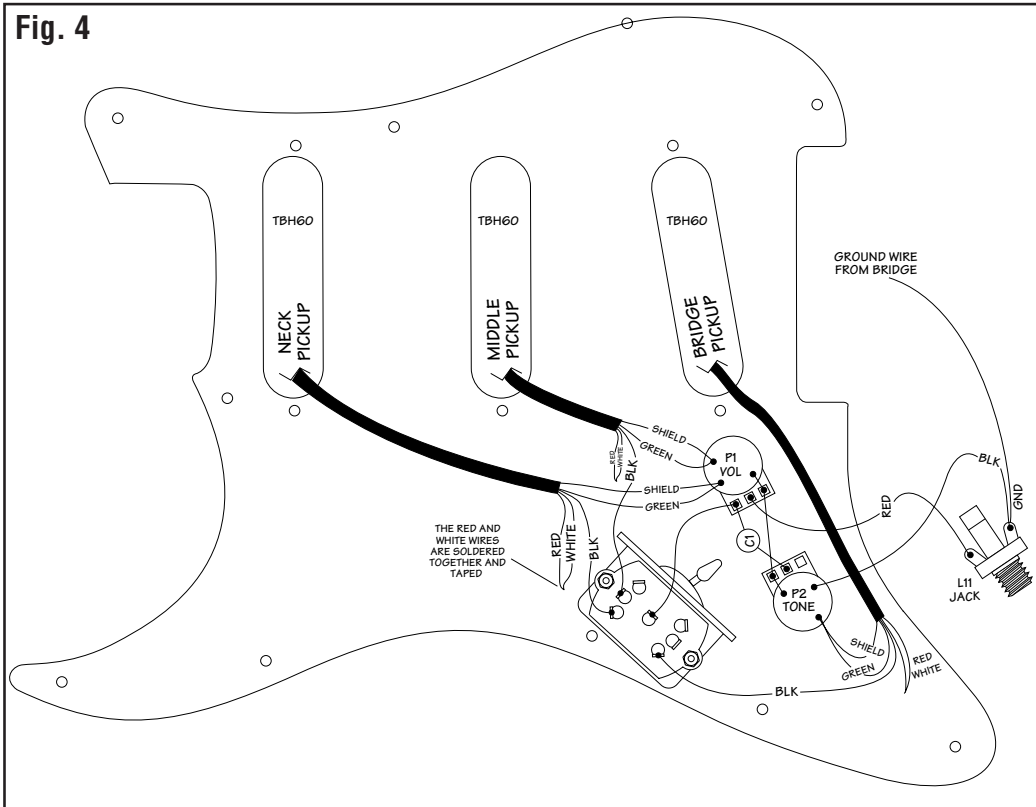 Fig. 4
TBH60
TBH60
TBH60
NECK
PICKUP
MIDDLE
PICKUP
BRIDGE
PICKUP
GROUND WIRE
FROM BRIDGE
SHIELD
GREEN
RED
WHITE
BLK
P1
VOL
SHIELD
GREEN
BLK
GND
RED
THE RED AND
WHITE WIRES
ARE SOLDERED
TOGETHER AND
TAPED
RED
WHITE
BLK
C1
L11
JACK
P2
TONE
SHIELD
GREEN
RED
WHITE
BLK